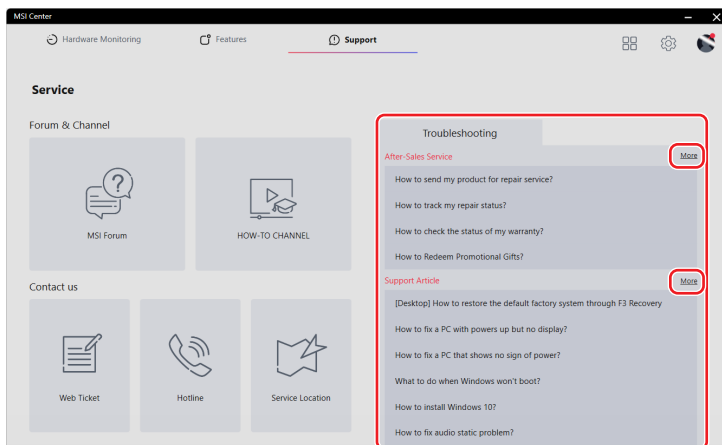 MSI Center
Hardware Monitoring
Features
Support
Service
Forum & Channel
MSI Forum
HOW-TO CHANNEL
Contact us
Web Ticket
Hotline
Service Location
Troubleshooting
After-Sales Service
More
How to send my product for repair service?
How to track my repair status?
How to check the status of my warranty?
How to Redeem Promotional Gifts?
Support Article
More
[Desktop] How to restore the default factory system through F3 Recovery
How to fix a PC with powers up but no display?
How to fix a PC that shows no sign of power?
What to do when Windows won't boot?
How to install Windows 10?
How to fix audio static problem?